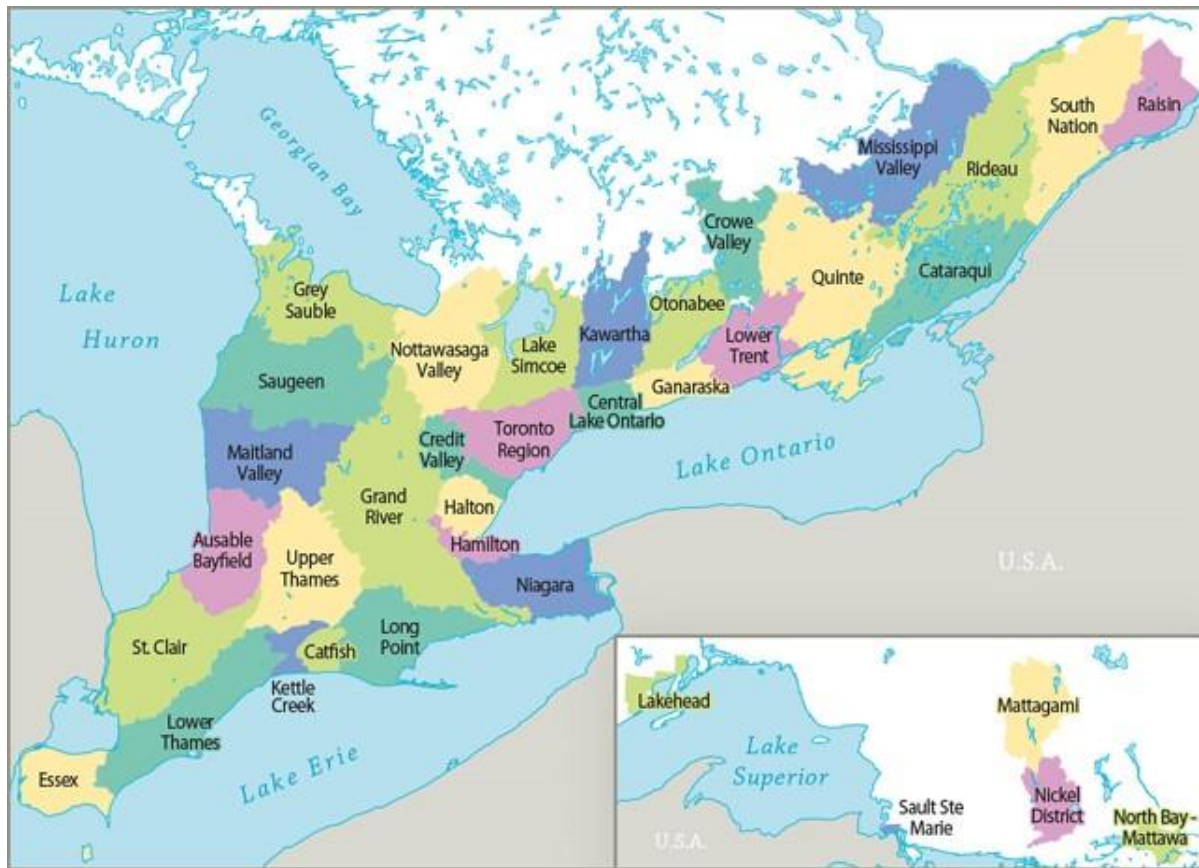 Georgian Bay
Lake
Huron
Grey
Sauble
Saugeen
Nottawasaga
Valley
Lake
Simcoe
Kawartha
Otonabee
Crowe
Valley
Mississippi
Valley
Rideau
South
Nation
Raisin
Quinte
Cataraqui
Lower
Trent
Ganaraska
Central
Lake Ontario
Toronto
Region
Credit
Valley
Maitland
Valley
Grand
River
Halton
Hamilton
Niagara
Lake Ontario
Ausable
Bayfield
Upper
Thames
Long
Point
Catfish
Kettle
Creek
St. Clair
Lower
Thames
Essex
Lake Erie
U.S.A.
Lakehead
Lake
Superior
U.S.A.
Mattagami
Nickel
District
Sault Ste
Marie
North Bay -
Mattawa